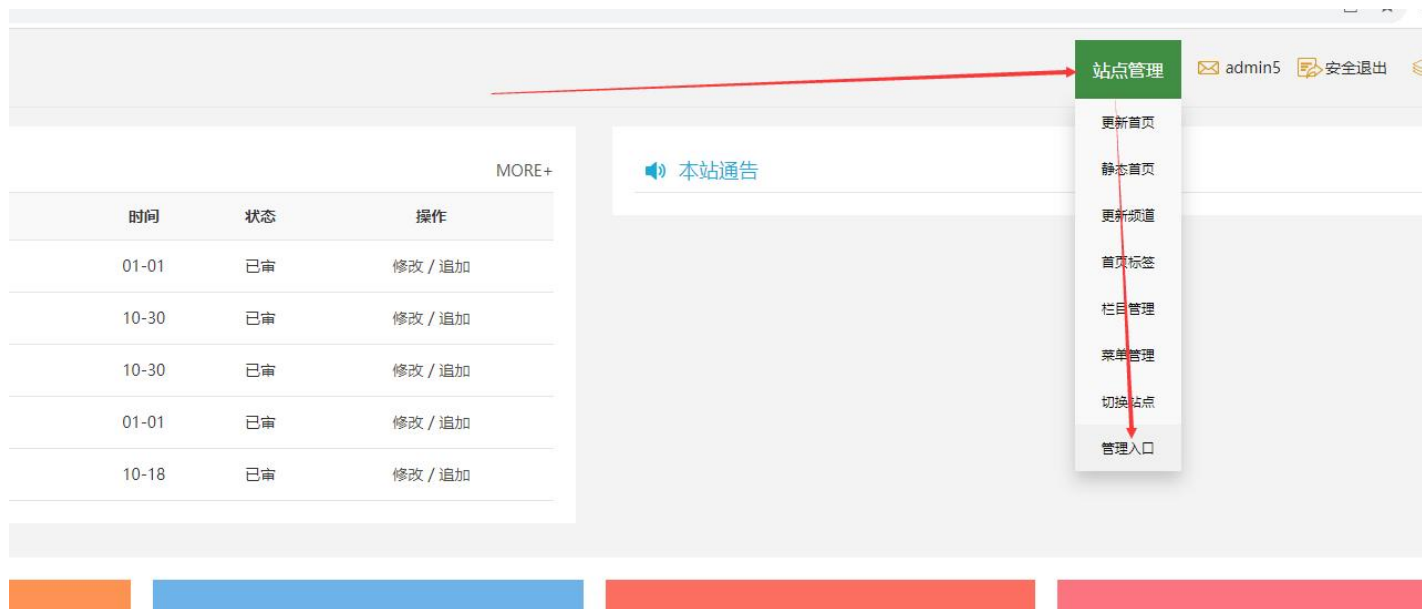 站点管理 admin5 安全退出
更新首页
静态首页
更新频道
首页标签
栏目管理
菜单管理
切换站点
管理入口
MORE+
时间 状态 操作
01-01 已审 修改 / 追加
10-30 已审 修改 / 追加
10-30 已审 修改 / 追加
01-01 已审 修改 / 追加
10-18 已审 修改 / 追加
本站通告